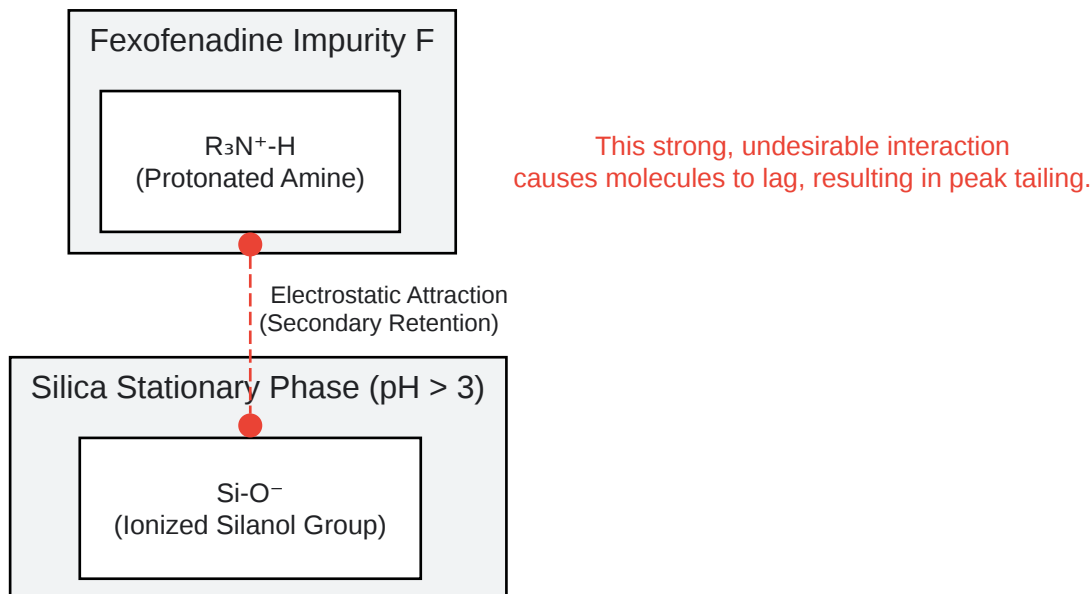 Fexofenadine Impurity F
R₃N⁺-H
(Protonated Amine)
This strong, undesirable interaction
causes molecules to lag, resulting in peak tailing.
Electrostatic Attraction
(Secondary Retention)
Silica Stationary Phase (pH > 3)
Si-O⁻
(Ionized Silanol Group)